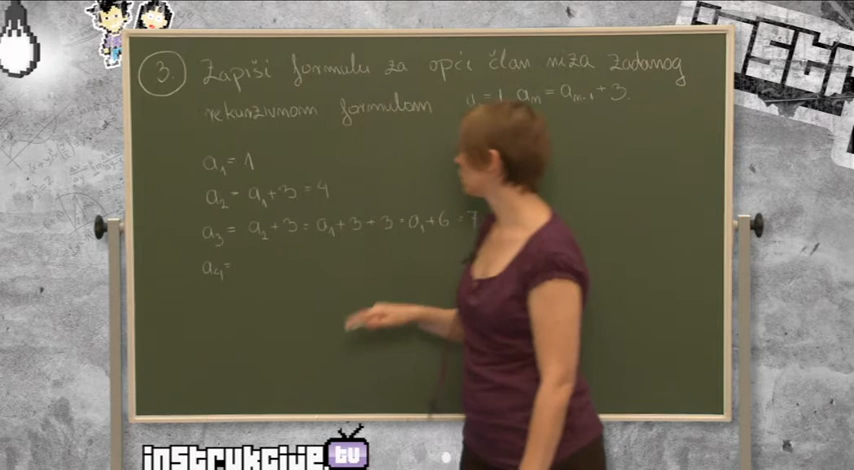 3. Zapiši formulu za opći član niza zadanog
rekurzivnom formulom a₁ = 1, aₙ = aₙ₋₁ + 3.
a₁ = 1
a₂ = a₁ + 3 = 4
a₃ = a₂ + 3 = a₁ + 3 + 3 = a₁ + 6 = 7
a₄ =
instrukcije tv